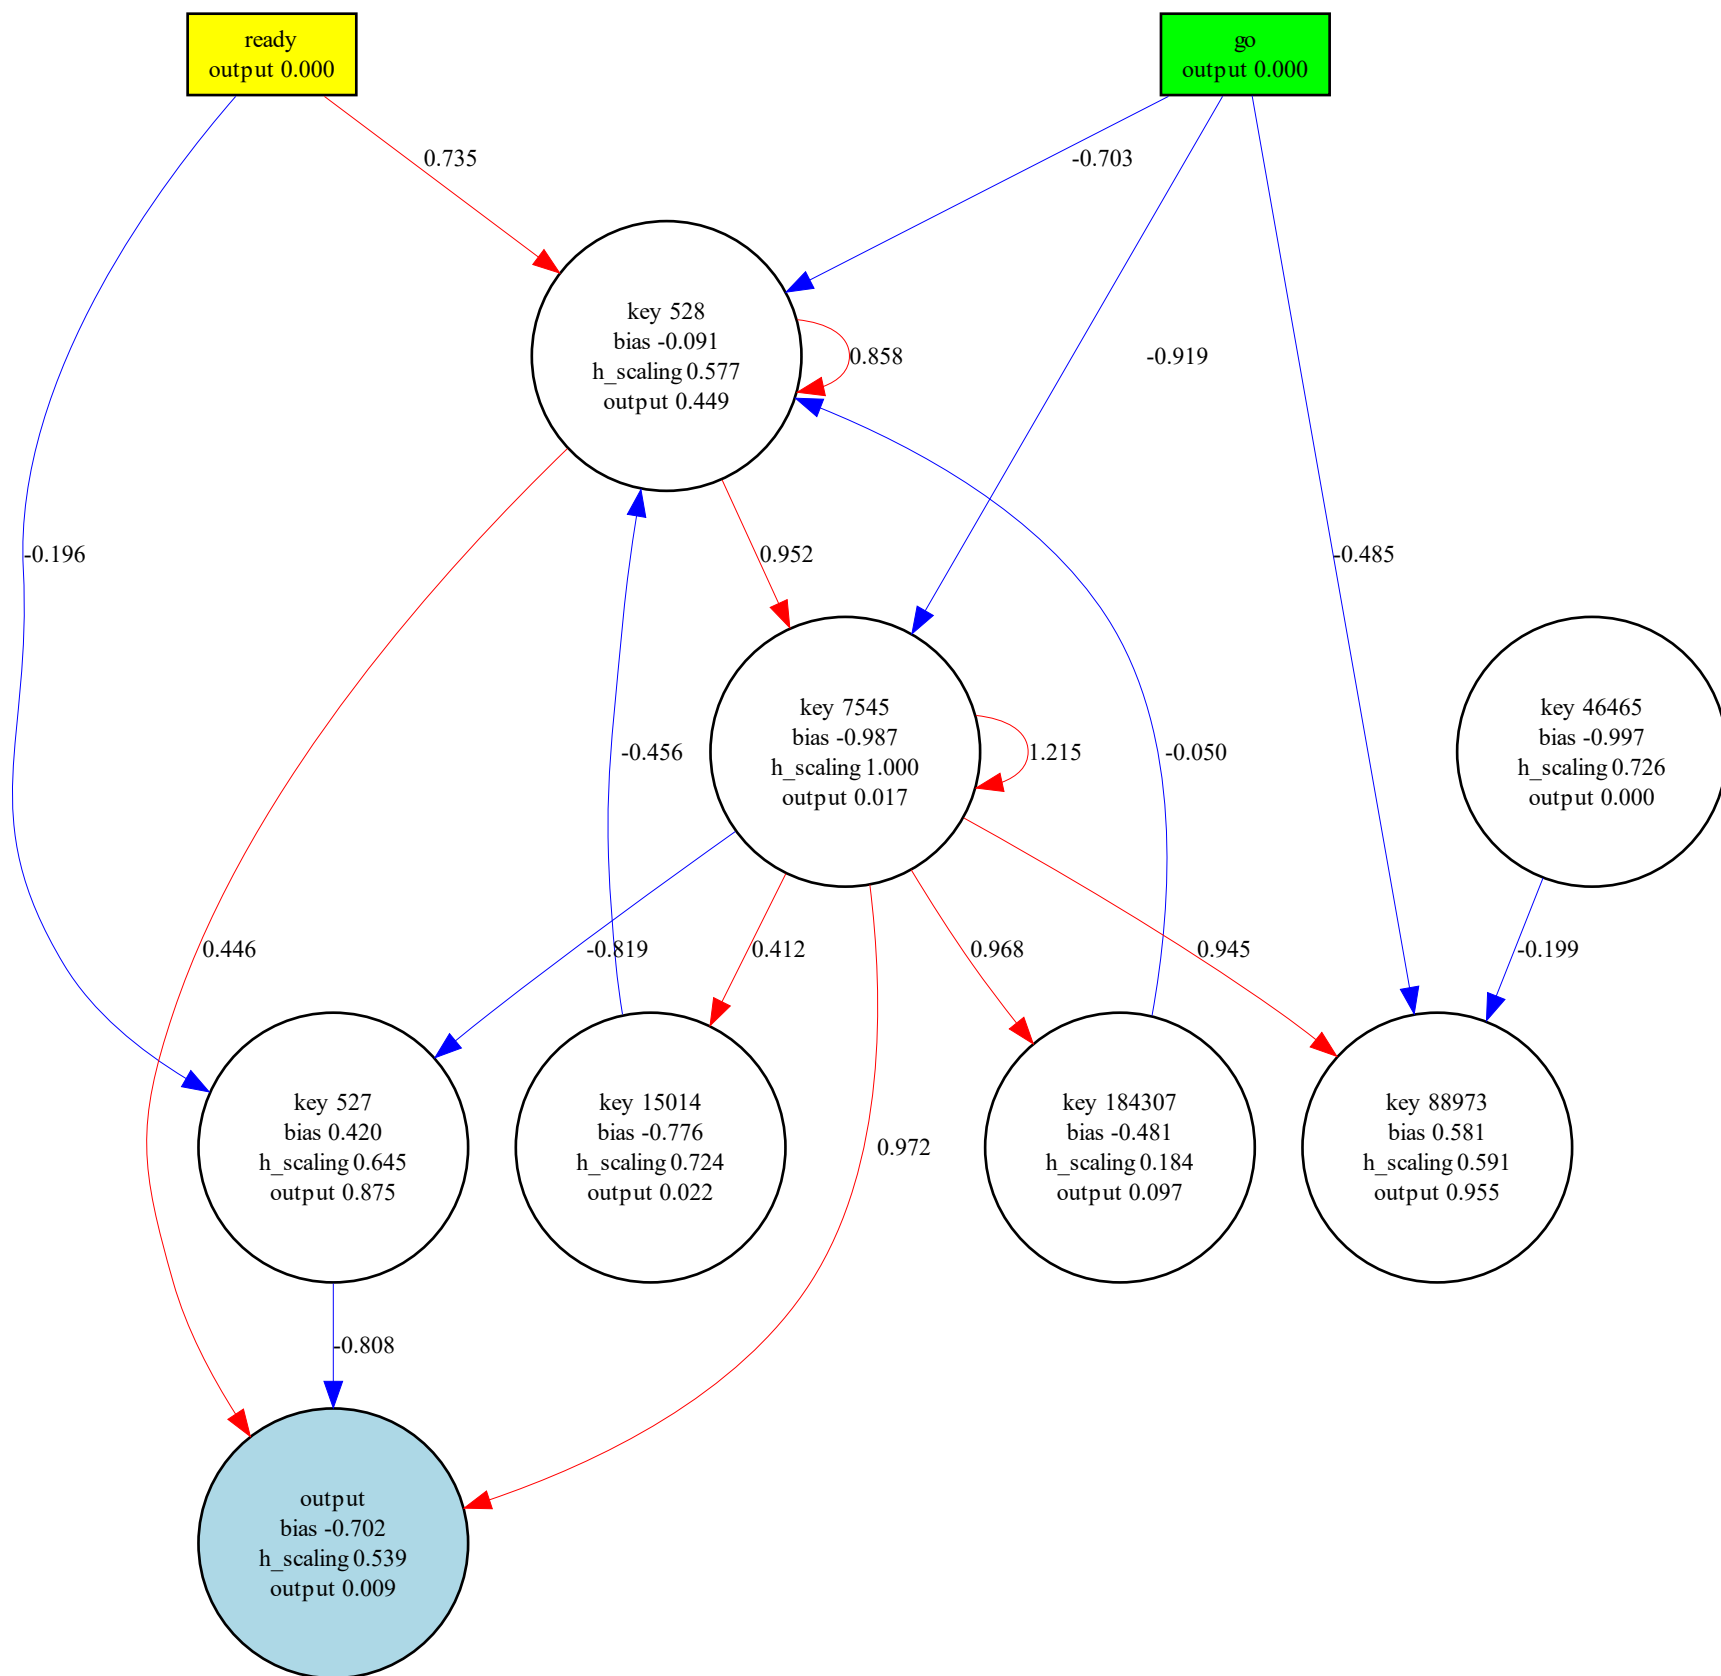 ready
output 0.000
go
output 0.000
0.735
-0.703
key 528
bias -0.091
h_scaling 0.577
output 0.449
0.858
-0.919
-0.196
0.952
-0.485
key 7545
bias -0.987
h_scaling 1.000
output 0.017
1.215
-0.456
-0.050
key 46465
bias -0.997
h_scaling 0.726
output 0.000
0.446
-0.819
0.412
0.968
0.945
-0.199
key 527
bias 0.420
h_scaling 0.645
output 0.875
key 15014
bias -0.776
h_scaling 0.724
output 0.022
0.972
key 184307
bias -0.481
h_scaling 0.184
output 0.097
key 88973
bias 0.581
h_scaling 0.591
output 0.955
-0.808
output
bias -0.702
h_scaling 0.539
output 0.009